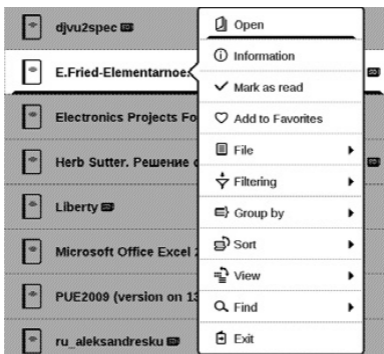 djvu2spec
Open
Information
E.Fried-Elementarnoe.
Mark as read
Electronics Projects Fo
Add to Favorites
File
Herb Sutter. Решение
Filtering
Liberty
Group by
Sort
Microsoft Office Excel
View
PUE2009 (version on 13
Find
ru_aleksandresku
Exit